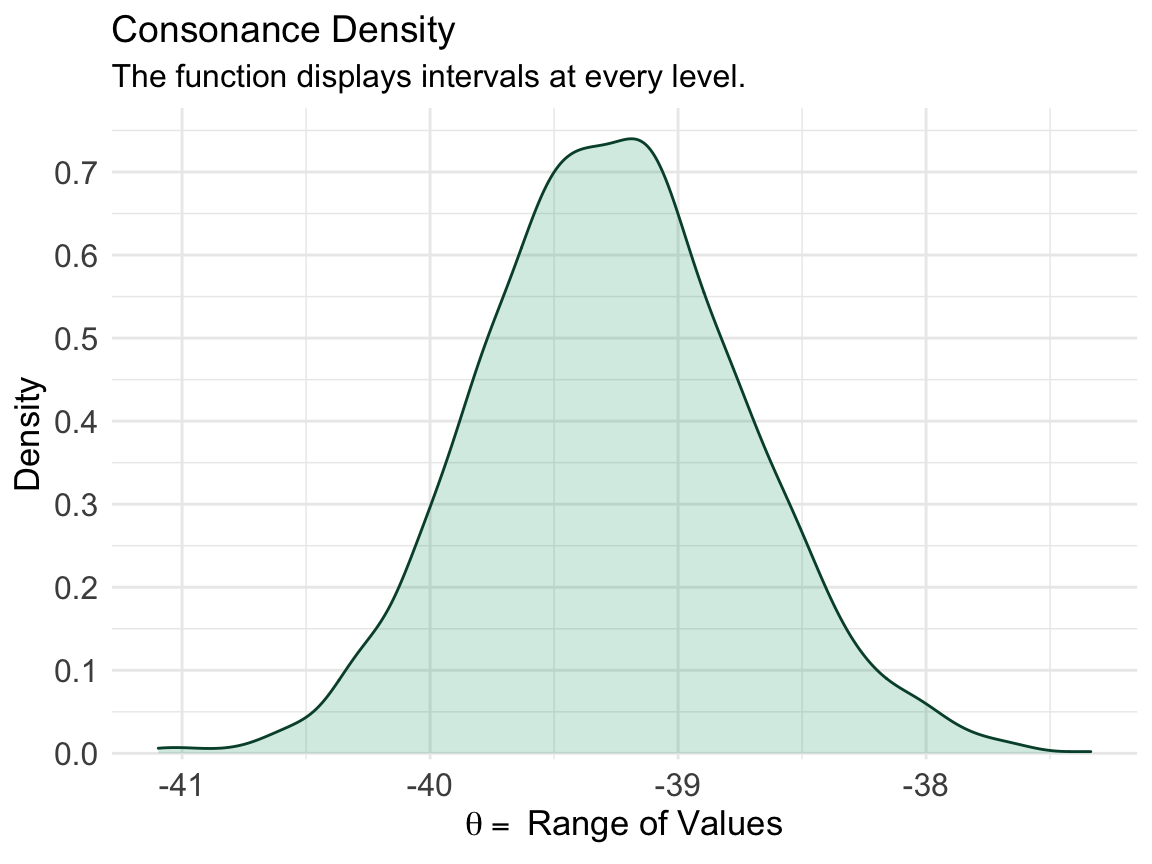 Consonance Density
The function displays intervals at every level.
0.7
0.6
0.5
0.4
0.3
0.2
0.1
0.0
Density
-41 -40 -39 -38
θ = Range of Values